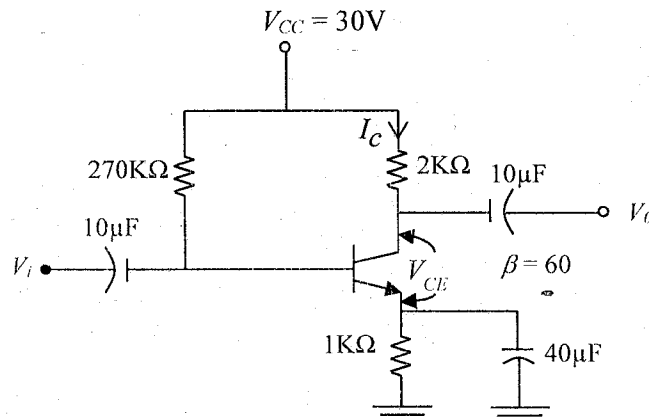 V_CC = 30V
I_C
270KΩ
2KΩ
10μF
10μF
V_i
V_CE
β = 60
1KΩ
40μF